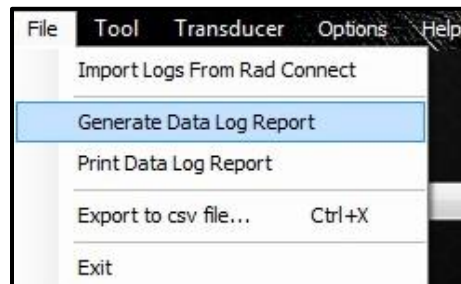 File Tool Transducer Options Help
Import Logs From Rad Connect
Generate Data Log Report
Print Data Log Report
Export to csv file... Ctrl+X
Exit